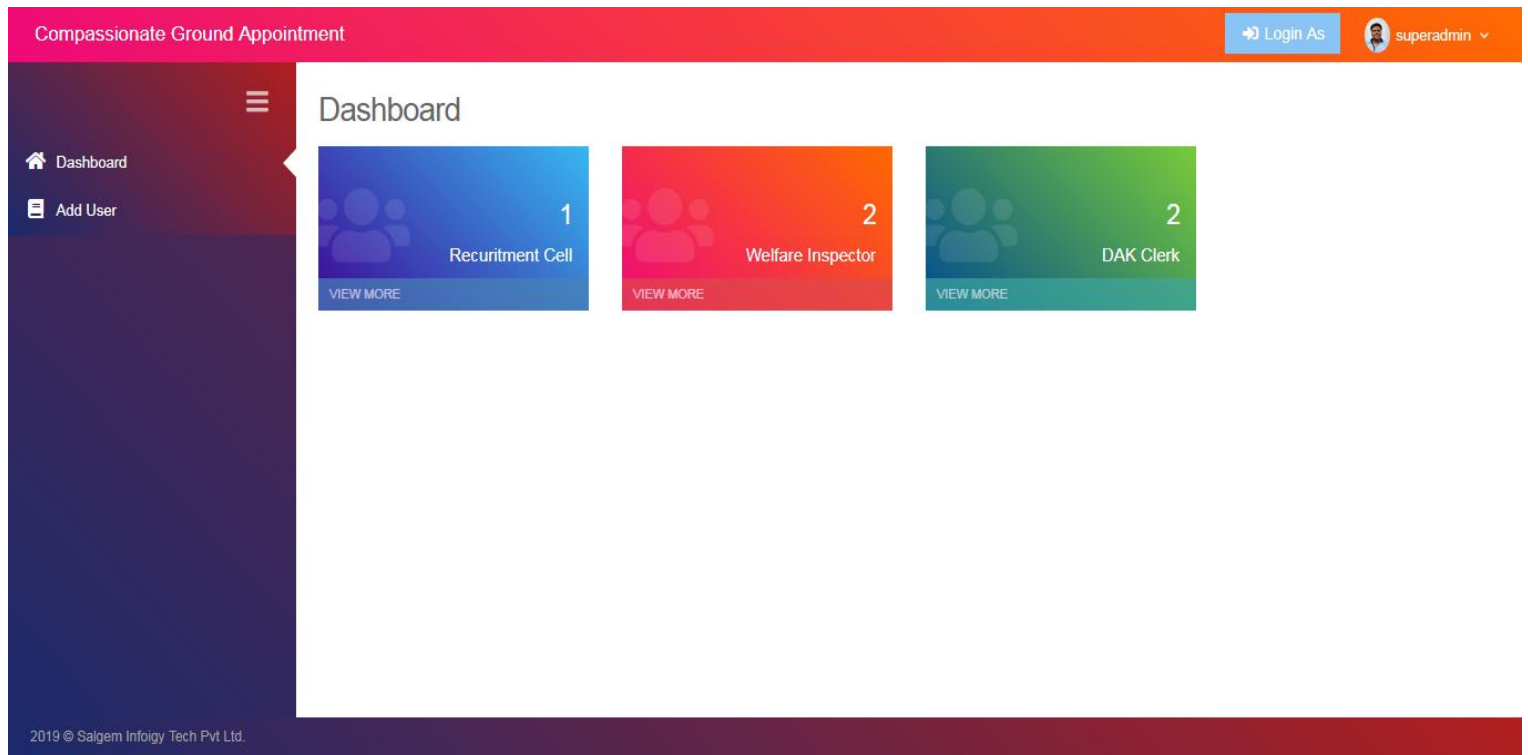 Compassionate Ground Appointment
Login As
superadmin
Dashboard
Dashboard
Add User
1
Recuritment Cell
VIEW MORE
2
Welfare Inspector
VIEW MORE
2
DAK Clerk
VIEW MORE
2019 © Salgem Infoigy Tech Pvt Ltd.